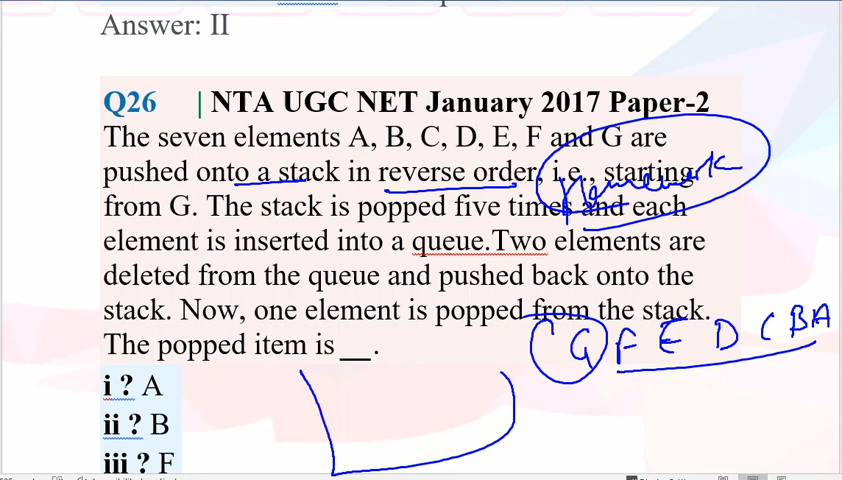 Answer: II
Q26 | NTA UGC NET January 2017 Paper-2
The seven elements A, B, C, D, E, F and G are
pushed onto a stack in reverse order, i.e., starting
Homework
from G. The stack is popped five times and each
element is inserted into a queue.Two elements are
deleted from the queue and pushed back onto the
stack. Now, one element is popped from the stack.
G F E D C B A
The popped item is __.
i ? A
ii ? B
iii ? F